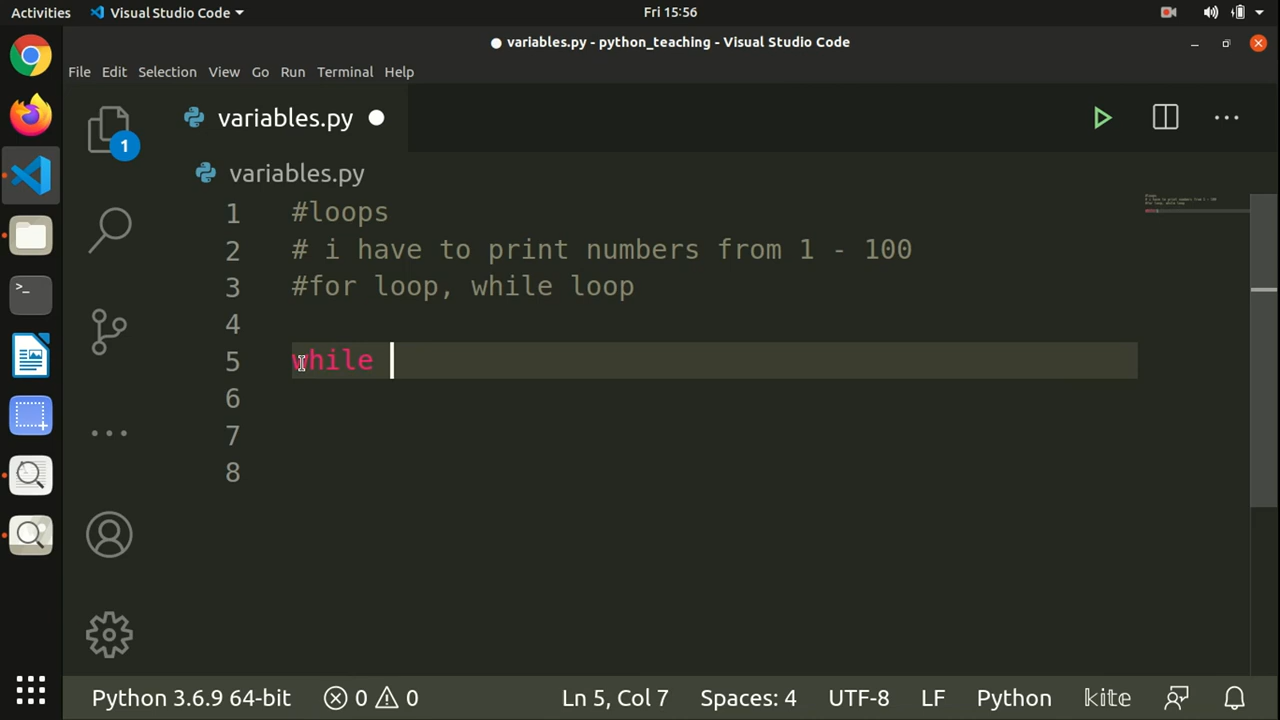 Activities Visual Studio Code Fri 15:56
variables.py - python_teaching - Visual Studio Code
File Edit Selection View Go Run Terminal Help
variables.py
variables.py
1 #loops
2 # i have to print numbers from 1 - 100
3 #for loop, while loop
4
5 while
6
7
8
1
Python 3.6.9 64-bit 0 0 Ln 5, Col 7 Spaces: 4 UTF-8 LF Python kite